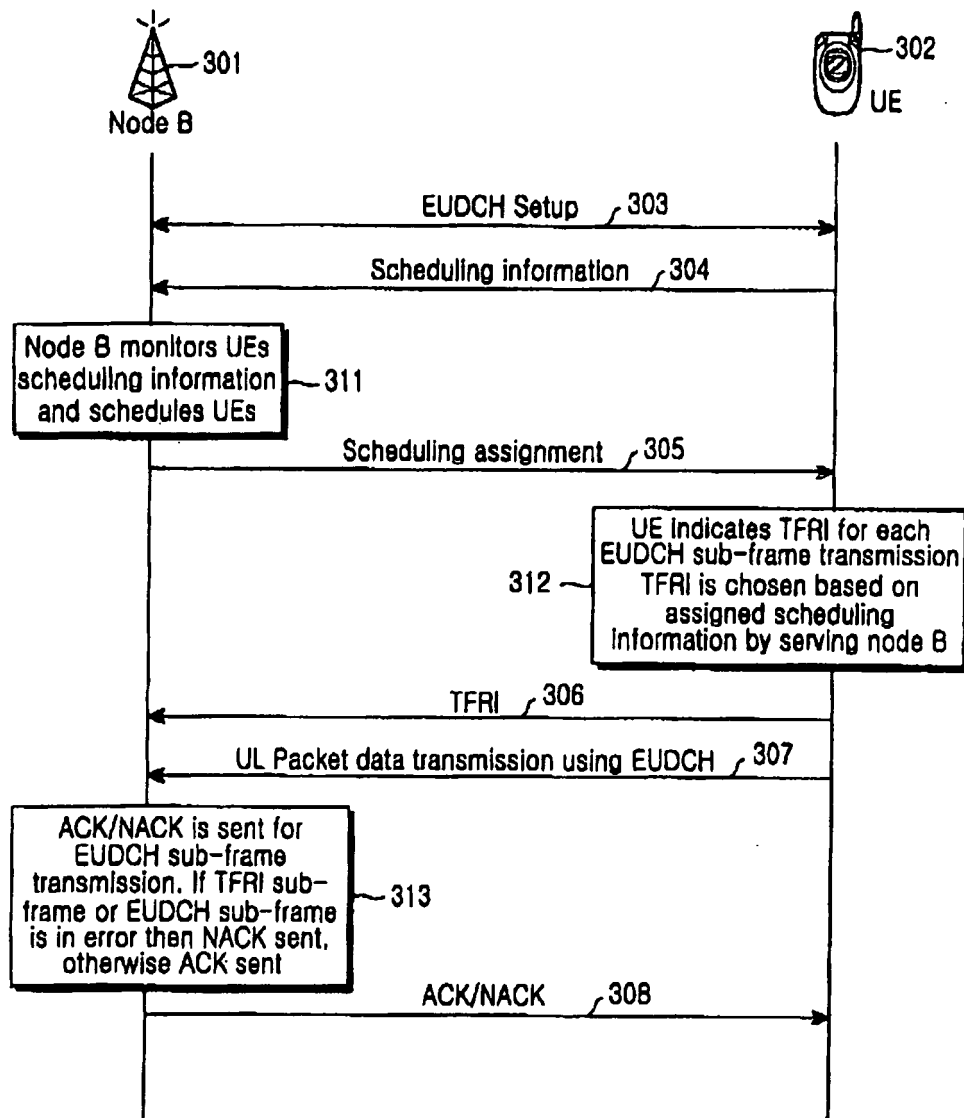 301
302
Node B
UE
EUDCH Setup
303
Scheduling information
304
Node B monitors UEs
scheduling information
and schedules UEs
311
Scheduling assignment
305
UE indicates TFRI for each
EUDCH sub-frame transmission
TFRI is chosen based on
assigned scheduling
information by serving node B
312
TFRI
306
UL Packet data transmission using EUDCH
307
ACK/NACK is sent for
EUDCH sub-frame
transmission. If TFRI sub-
frame or EUDCH sub-frame
is in error then NACK sent,
otherwise ACK sent
313
ACK/NACK
308